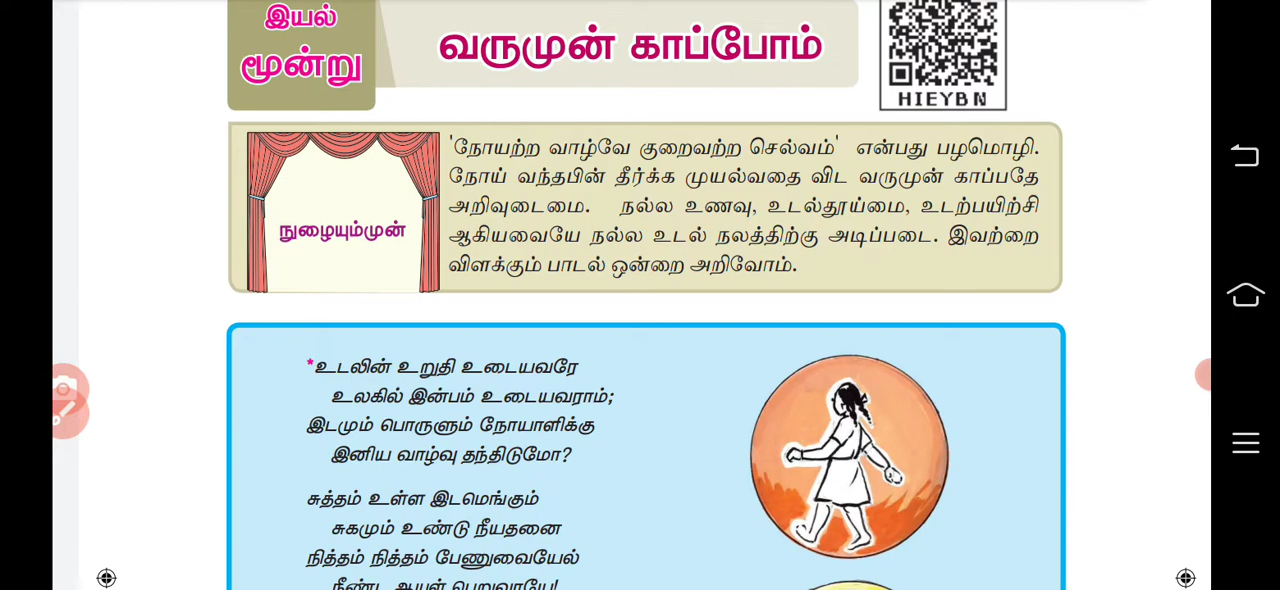 இயல்
மூன்று
வருமுன் காப்போம்
HIEYBN
நுழையும்முன்
'நோயற்ற வாழ்வே குறைவற்ற செல்வம்' என்பது பழமொழி.
நோய் வந்தபின் தீர்க்க முயல்வதை விட வருமுன் காப்பதே
அறிவுடைமை. நல்ல உணவு, உடல்தூய்மை, உடற்பயிற்சி
ஆகியவையே நல்ல உடல் நலத்திற்கு அடிப்படை. இவற்றை
விளக்கும் பாடல் ஒன்றை அறிவோம்.
*உடலின் உறுதி உடையவரே
உலகில் இன்பம் உடையவராம்;
இடமும் பொருளும் நோயாளிக்கு
இனிய வாழ்வு தந்திடுமோ?
சுத்தம் உள்ள இடமெங்கும்
சுகமும் உண்டு நீயதனை
நித்தம் நித்தம் பேணுவையேல்
நீண்ட ஆயுள் பெறுவாயே!